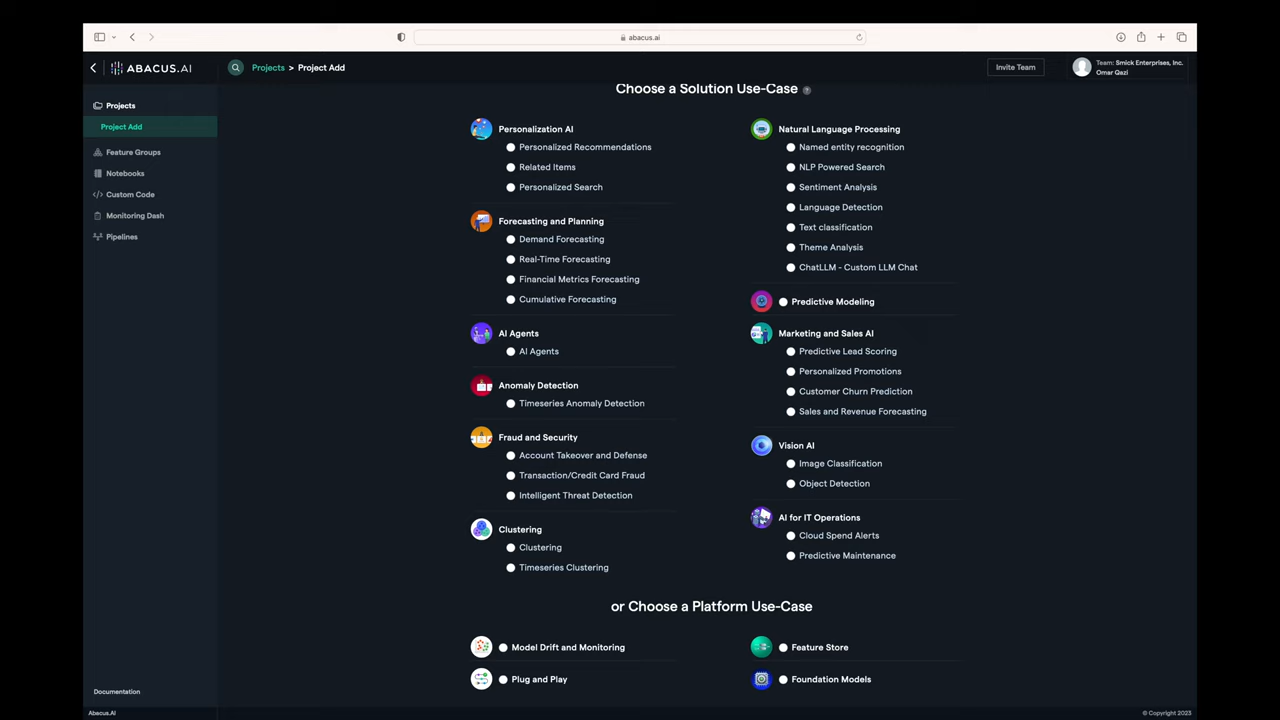 abacus.ai
ABACUS.AI
Projects > Project Add
Invite Team
Team: Smick Enterprises, Inc.
Omar Qazi
Projects
Project Add
Feature Groups
Notebooks
Custom Code
Monitoring Dash
Pipelines
Documentation
Abacus.AI
Choose a Solution Use-Case ?
Personalization AI
Personalized Recommendations
Related Items
Personalized Search
Forecasting and Planning
Demand Forecasting
Real-Time Forecasting
Financial Metrics Forecasting
Cumulative Forecasting
AI Agents
AI Agents
Anomaly Detection
Timeseries Anomaly Detection
Fraud and Security
Account Takeover and Defense
Transaction/Credit Card Fraud
Intelligent Threat Detection
Clustering
Clustering
Timeseries Clustering
Natural Language Processing
Named entity recognition
NLP Powered Search
Sentiment Analysis
Language Detection
Text classification
Theme Analysis
ChatLLM - Custom LLM Chat
Predictive Modeling
Marketing and Sales AI
Predictive Lead Scoring
Personalized Promotions
Customer Churn Prediction
Sales and Revenue Forecasting
Vision AI
Image Classification
Object Detection
AI for IT Operations
Cloud Spend Alerts
Predictive Maintenance
or Choose a Platform Use-Case
Model Drift and Monitoring
Plug and Play
Feature Store
Foundation Models
© Copyright 2023